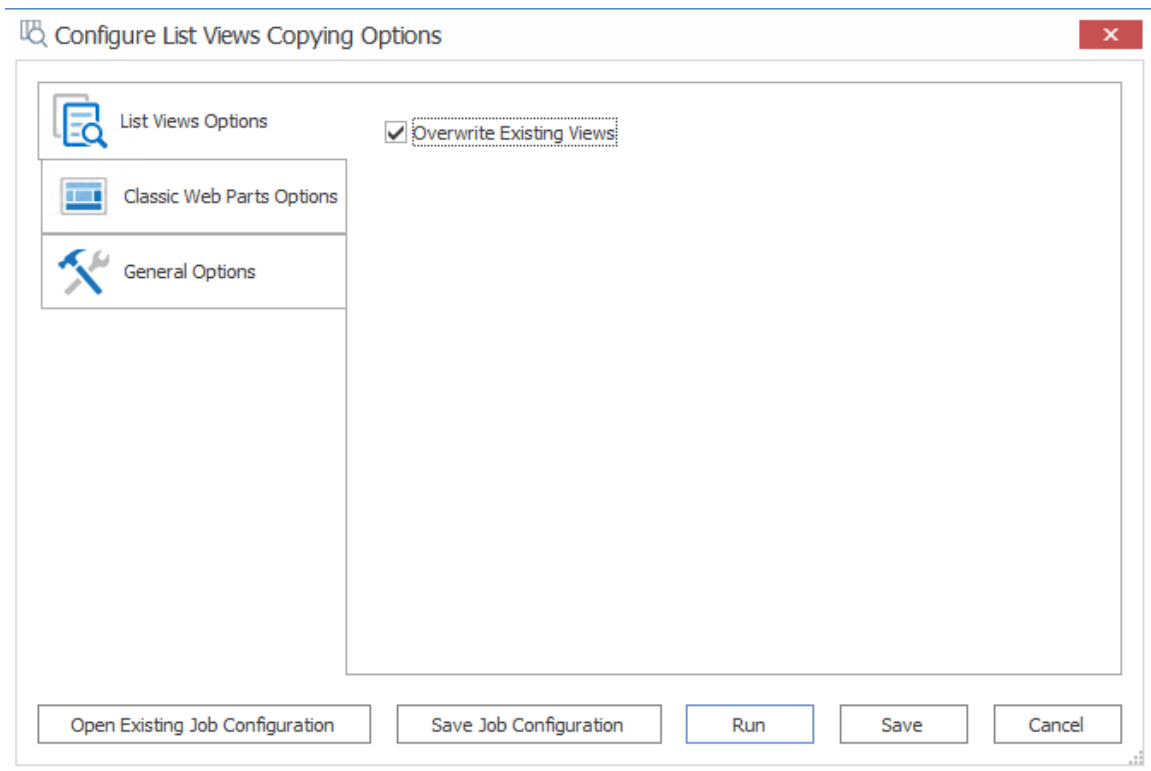 Configure List Views Copying Options
List Views Options
Overwrite Existing Views
Classic Web Parts Options
General Options
Open Existing Job Configuration
Save Job Configuration
Run
Save
Cancel